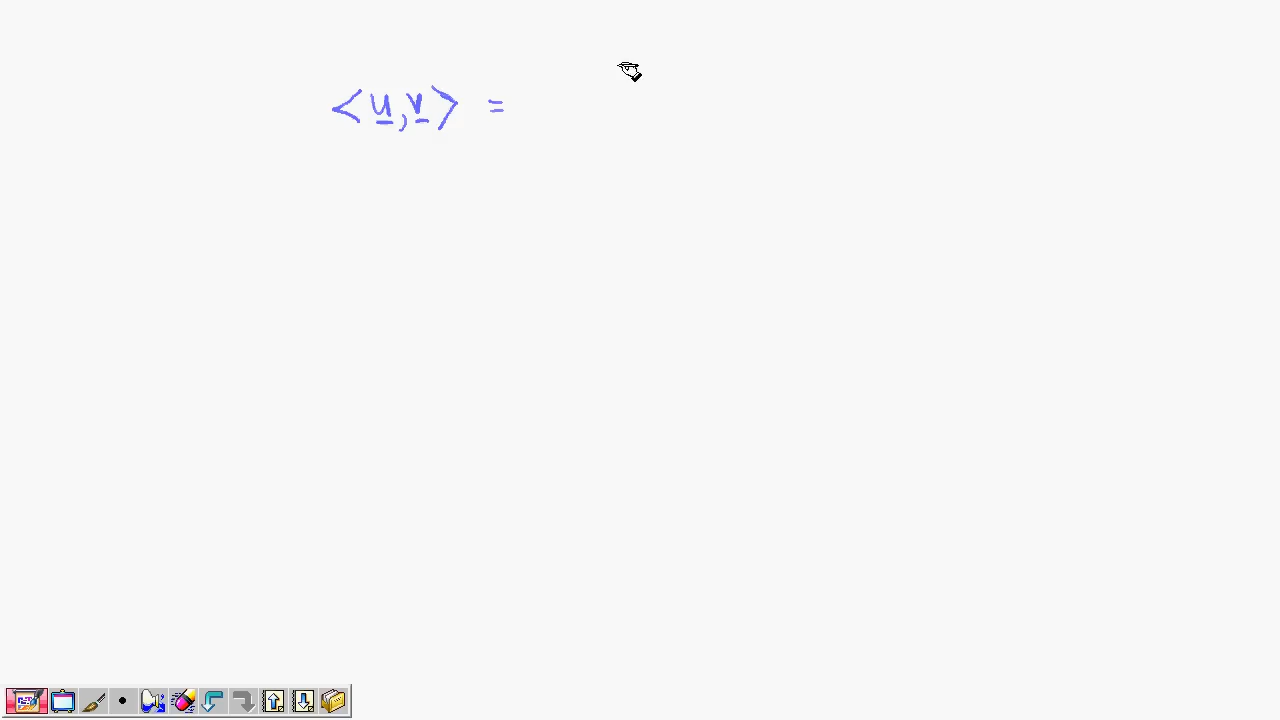 <u, v> =